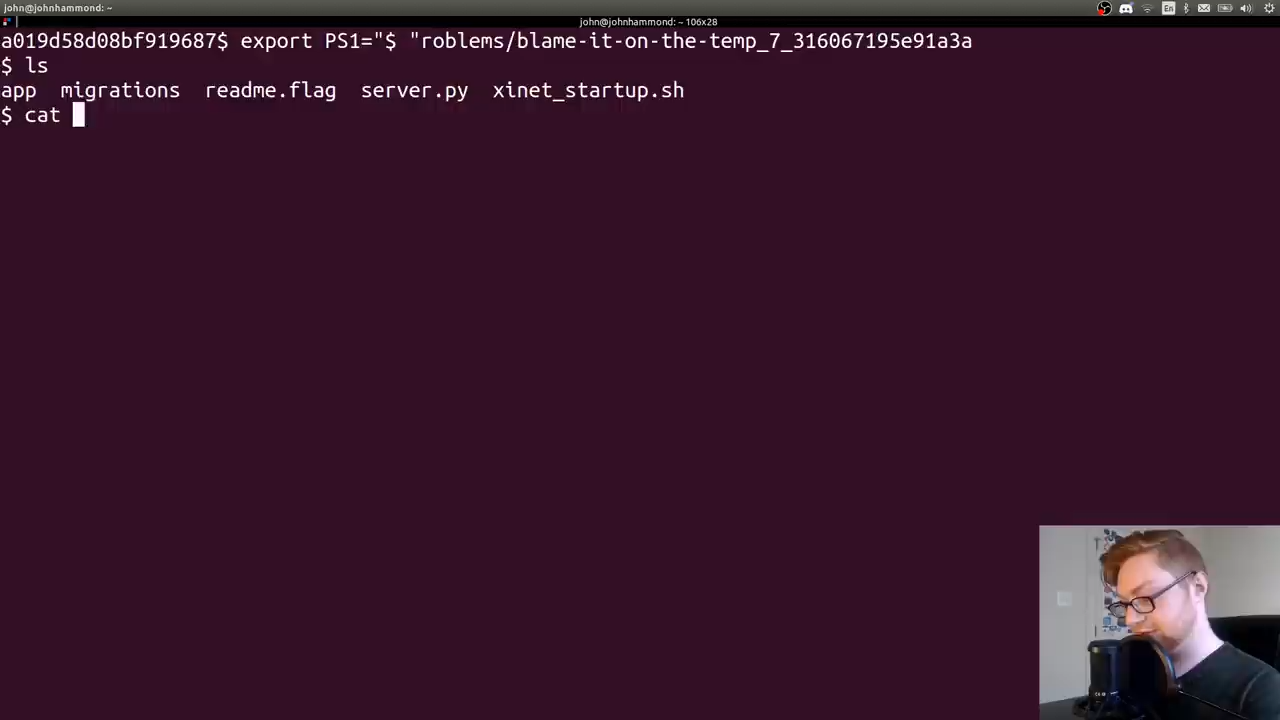 john@johnhammond: ~
En
john@johnhammond: ~ 106x28
a019d58d08bf919687$ export PS1="$ "roblems/blame-it-on-the-temp_7_316067195e91a3a
$ ls
app  migrations  readme.flag  server.py  xinet_startup.sh
$ cat